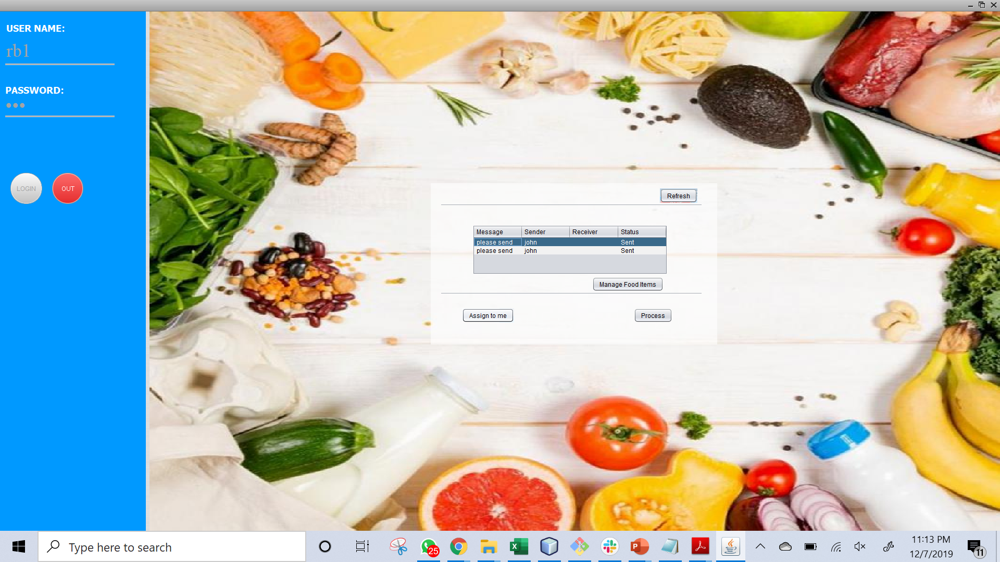 USER NAME:
rb1
PASSWORD:
LOGIN
OUT
Refresh
Message Sender Receiver Status
please send john Sent
please send john Sent
Manage Food Items
Assign to me
Process
Type here to search
25
11:13 PM
12/7/2019
11